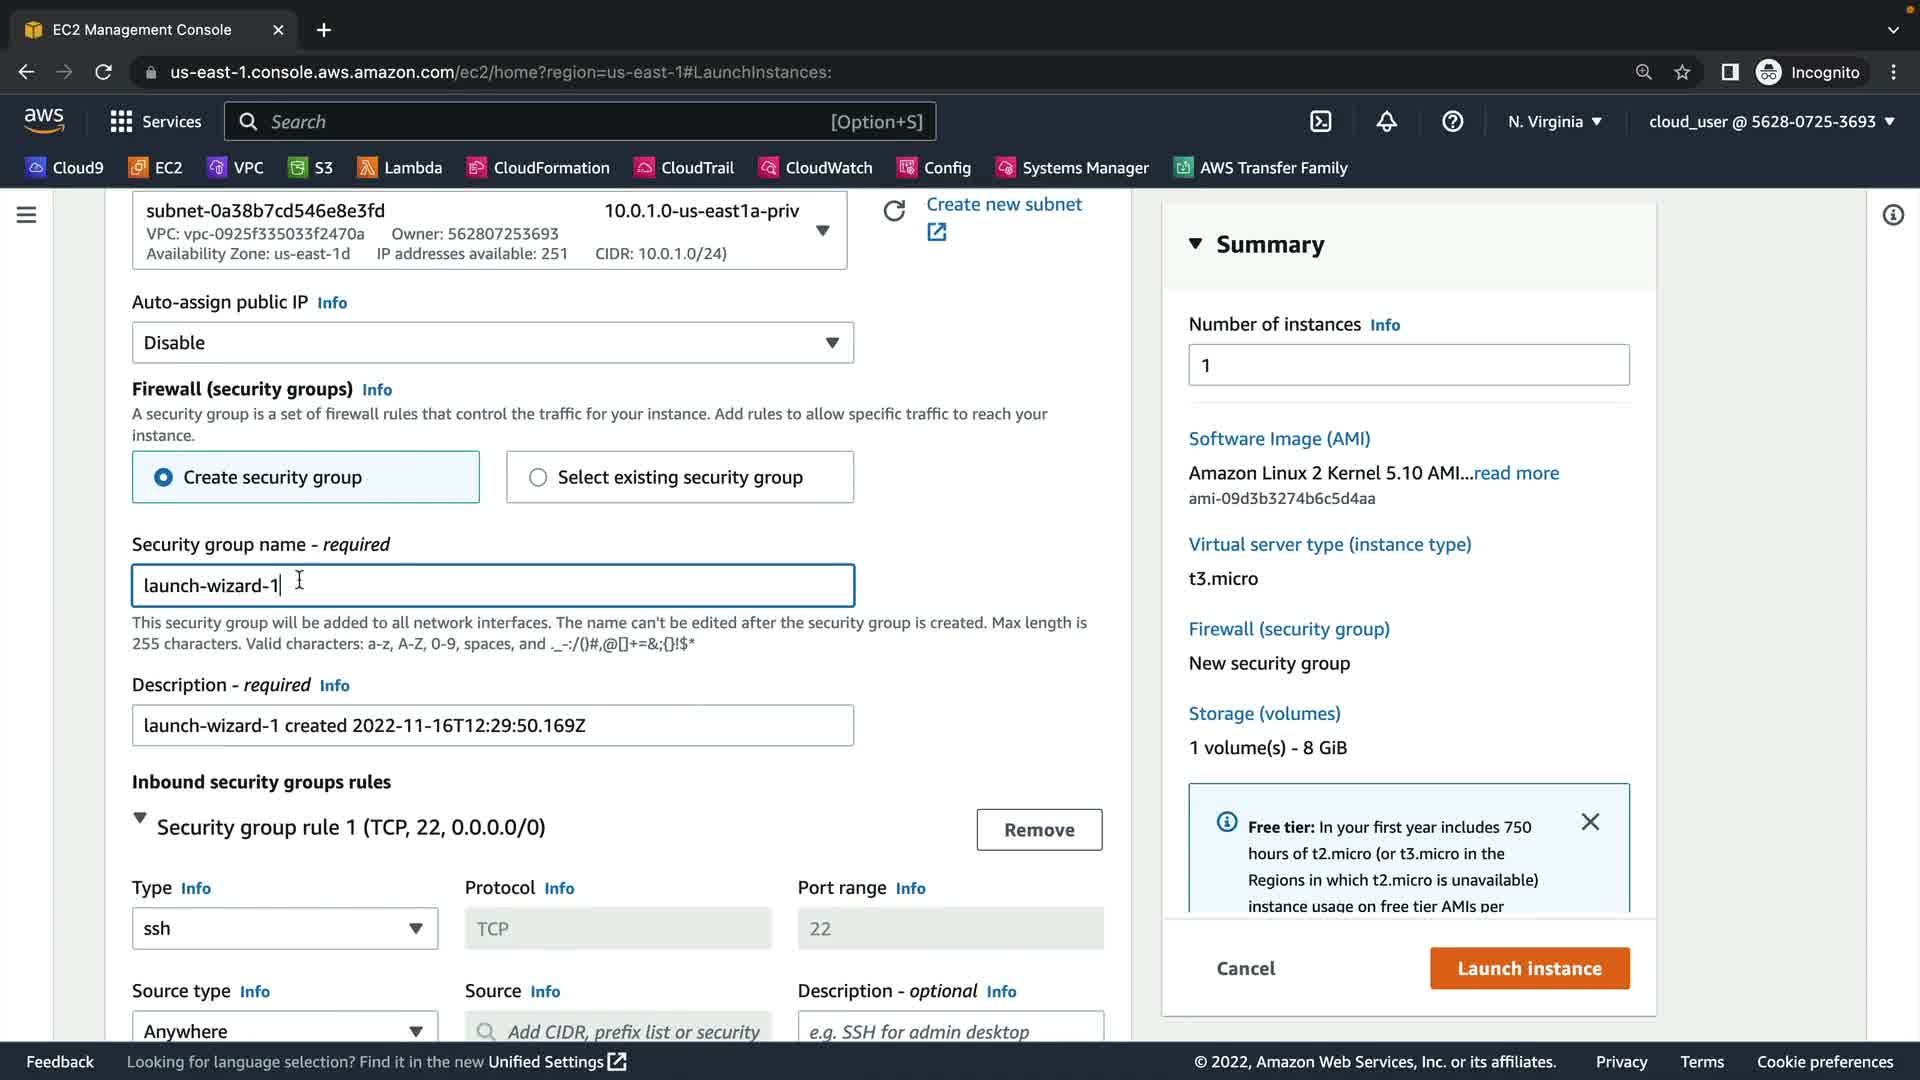 EC2 Management Console
us-east-1.console.aws.amazon.com/ec2/home?region=us-east-1#LaunchInstances:
Incognito
aws
Services
Search
[Option+S]
N. Virginia
cloud_user @ 5628-0725-3693
Cloud9
EC2
VPC
S3
Lambda
CloudFormation
CloudTrail
CloudWatch
Config
Systems Manager
AWS Transfer Family
subnet-0a38b7cd546e8e3fd
10.0.1.0-us-east1a-priv
VPC: vpc-0925f335033f2470a Owner: 562807253693
Availability Zone: us-east-1d IP addresses available: 251 CIDR: 10.0.1.0/24)
Create new subnet
Auto-assign public IP Info
Disable
Firewall (security groups) Info
A security group is a set of firewall rules that control the traffic for your instance. Add rules to allow specific traffic to reach your
instance.
Create security group
Select existing security group
Security group name - required
launch-wizard-1
This security group will be added to all network interfaces. The name can't be edited after the security group is created. Max length is
255 characters. Valid characters: a-z, A-Z, 0-9, spaces, and ._-:/()#,@[]+=&;{}!$*
Description - required Info
launch-wizard-1 created 2022-11-16T12:29:50.169Z
Inbound security groups rules
Security group rule 1 (TCP, 22, 0.0.0.0/0)
Remove
Type Info
Protocol Info
Port range Info
ssh
TCP
22
Source type Info
Source Info
Description - optional Info
Anywhere
Add CIDR, prefix list or security
e.g. SSH for admin desktop
Summary
Number of instances Info
1
Software Image (AMI)
Amazon Linux 2 Kernel 5.10 AMI...read more
ami-09d3b3274b6c5d4aa
Virtual server type (instance type)
t3.micro
Firewall (security group)
New security group
Storage (volumes)
1 volume(s) - 8 GiB
Free tier: In your first year includes 750
hours of t2.micro (or t3.micro in the
Regions in which t2.micro is unavailable)
instance usage on free tier AMIs per
Cancel
Launch instance
Feedback
Looking for language selection? Find it in the new Unified Settings
© 2022, Amazon Web Services, Inc. or its affiliates.
Privacy
Terms
Cookie preferences